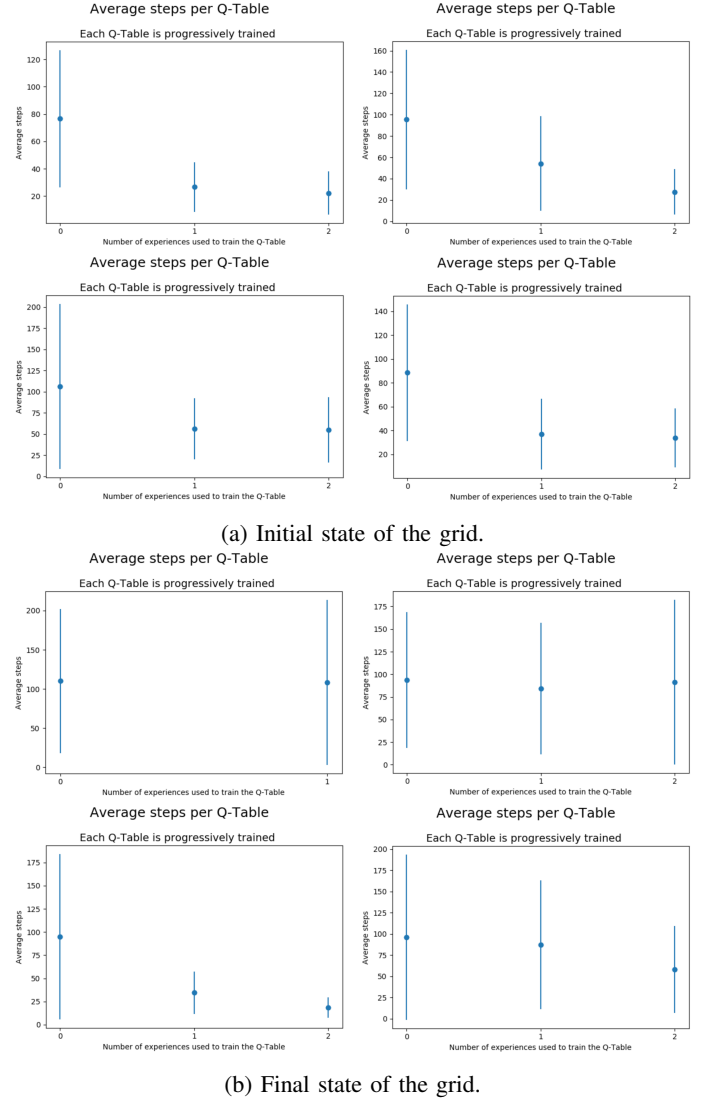 Average steps per Q-Table
Each Q-Table is progressively trained
120
100
80
60
40
20
Average steps
0 1 2
Number of experiences used to train the Q-Table
Average steps per Q-Table
Each Q-Table is progressively trained
160
140
120
100
80
60
40
20
0
Average steps
0 1 2
Number of experiences used to train the Q-Table
Average steps per Q-Table
Each Q-Table is progressively trained
200
175
150
125
100
75
50
25
0
Average steps
0 1 2
Number of experiences used to train the Q-Table
Average steps per Q-Table
Each Q-Table is progressively trained
140
120
100
80
60
40
20
Average steps
0 1 2
Number of experiences used to train the Q-Table
(a) Initial state of the grid.
Average steps per Q-Table
Each Q-Table is progressively trained
200
150
100
50
0
Average steps
0 1
Number of experiences used to train the Q-Table
Average steps per Q-Table
Each Q-Table is progressively trained
175
150
125
100
75
50
25
0
Average steps
0 1 2
Number of experiences used to train the Q-Table
Average steps per Q-Table
Each Q-Table is progressively trained
175
150
125
100
75
50
25
0
Average steps
0 1 2
Number of experiences used to train the Q-Table
Average steps per Q-Table
Each Q-Table is progressively trained
200
175
150
125
100
75
50
25
0
Average steps
0 1 2
Number of experiences used to train the Q-Table
(b) Final state of the grid.